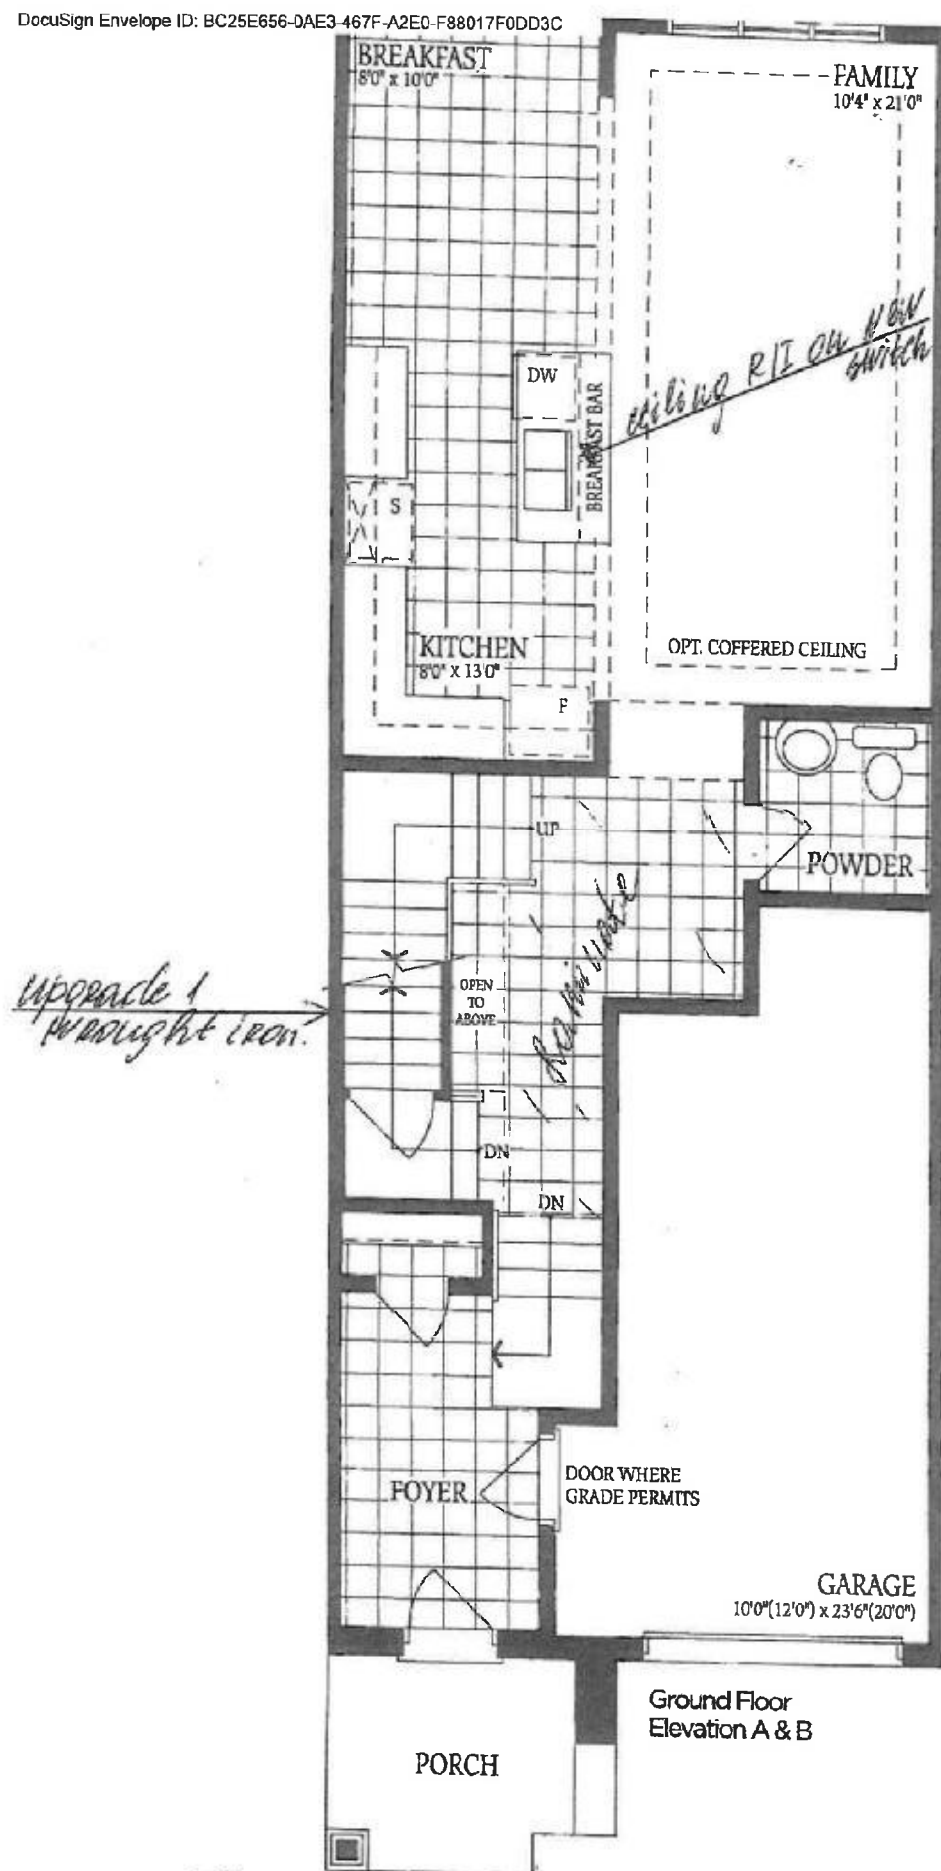 DocuSign Envelope ID: BC25E656-0AE3-467F-A2E0-F88017F0DD3C
BREAKFAST
8'0" x 10'0"
FAMILY
10'4" x 21'0"
ceiling R/I on new
switch
DW
BREAKFAST BAR
S
KITCHEN
8'0" x 13'0"
OPT. COFFERED CEILING
F
UP
POWDER
Laminate
OPEN
TO
ABOVE
upgrade 1
wrought iron.
DN
DN
FOYER
DOOR WHERE
GRADE PERMITS
GARAGE
10'0"(12'0") x 23'6"(20'0")
Ground Floor
Elevation A & B
PORCH